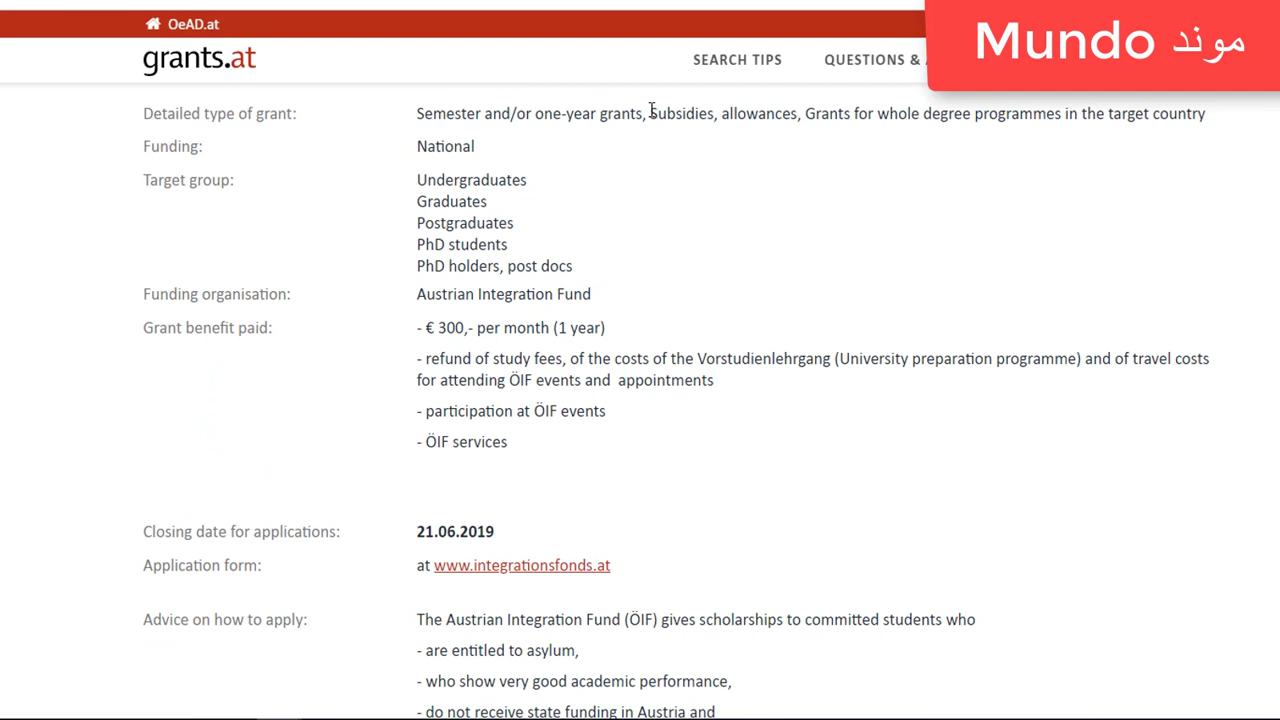 OeAD.at
Mundo موند
grants.at
SEARCH TIPS
QUESTIONS &
Detailed type of grant:
Semester and/or one-year grants, Subsidies, allowances, Grants for whole degree programmes in the target country
Funding:
National
Target group:
Undergraduates
Graduates
Postgraduates
PhD students
PhD holders, post docs
Funding organisation:
Austrian Integration Fund
Grant benefit paid:
- € 300,- per month (1 year)
- refund of study fees, of the costs of the Vorstudienlehrgang (University preparation programme) and of travel costs
for attending ÖIF events and appointments
- participation at ÖIF events
- ÖIF services
Closing date for applications:
21.06.2019
Application form:
at www.integrationsfonds.at
Advice on how to apply:
The Austrian Integration Fund (ÖIF) gives scholarships to committed students who
- are entitled to asylum,
- who show very good academic performance,
- do not receive state funding in Austria and